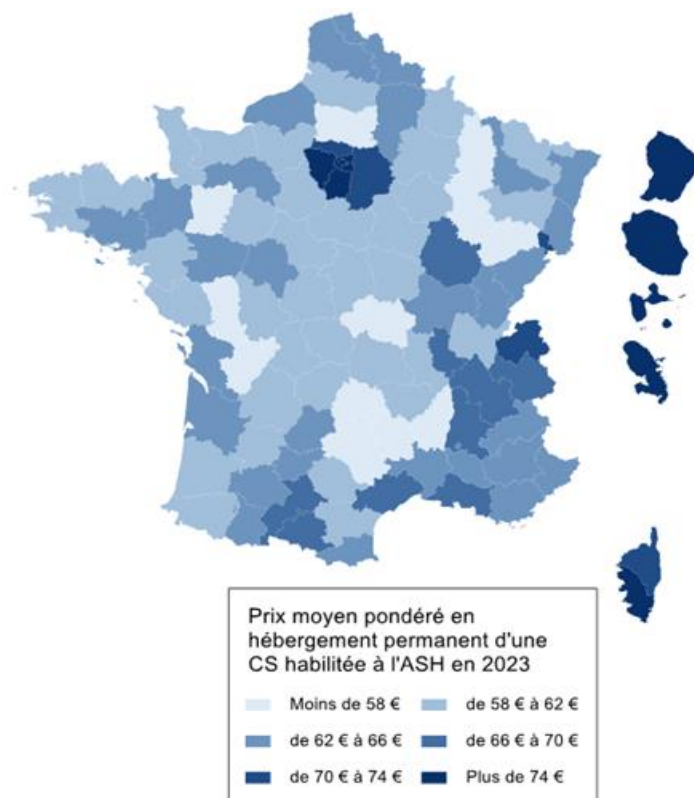 Prix moyen pondéré en
hébergement permanent d'une
CS habilitée à l'ASH en 2023
Moins de 58 € de 58 € à 62 €
de 62 € à 66 € de 66 € à 70 €
de 70 € à 74 € Plus de 74 €